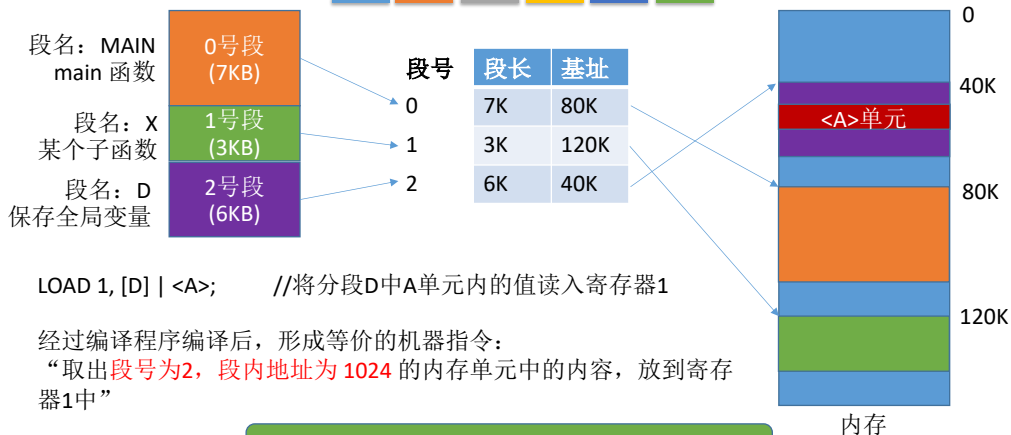 段名：MAIN
main 函数
0号段
(7KB)
段名：X
某个子函数
1号段
(3KB)
段名：D
保存全局变量
2号段
(6KB)
段号 段长 基址
0 7K 80K
1 3K 120K
2 6K 40K
0
40K
<A>单元
80K
120K
内存
LOAD 1, [D] | <A>; //将分段D中A单元内的值读入寄存器1
经过编译程序编译后，形成等价的机器指令：
“取出段号为2，段内地址为 1024 的内存单元中的内容，放到寄存
器1中”